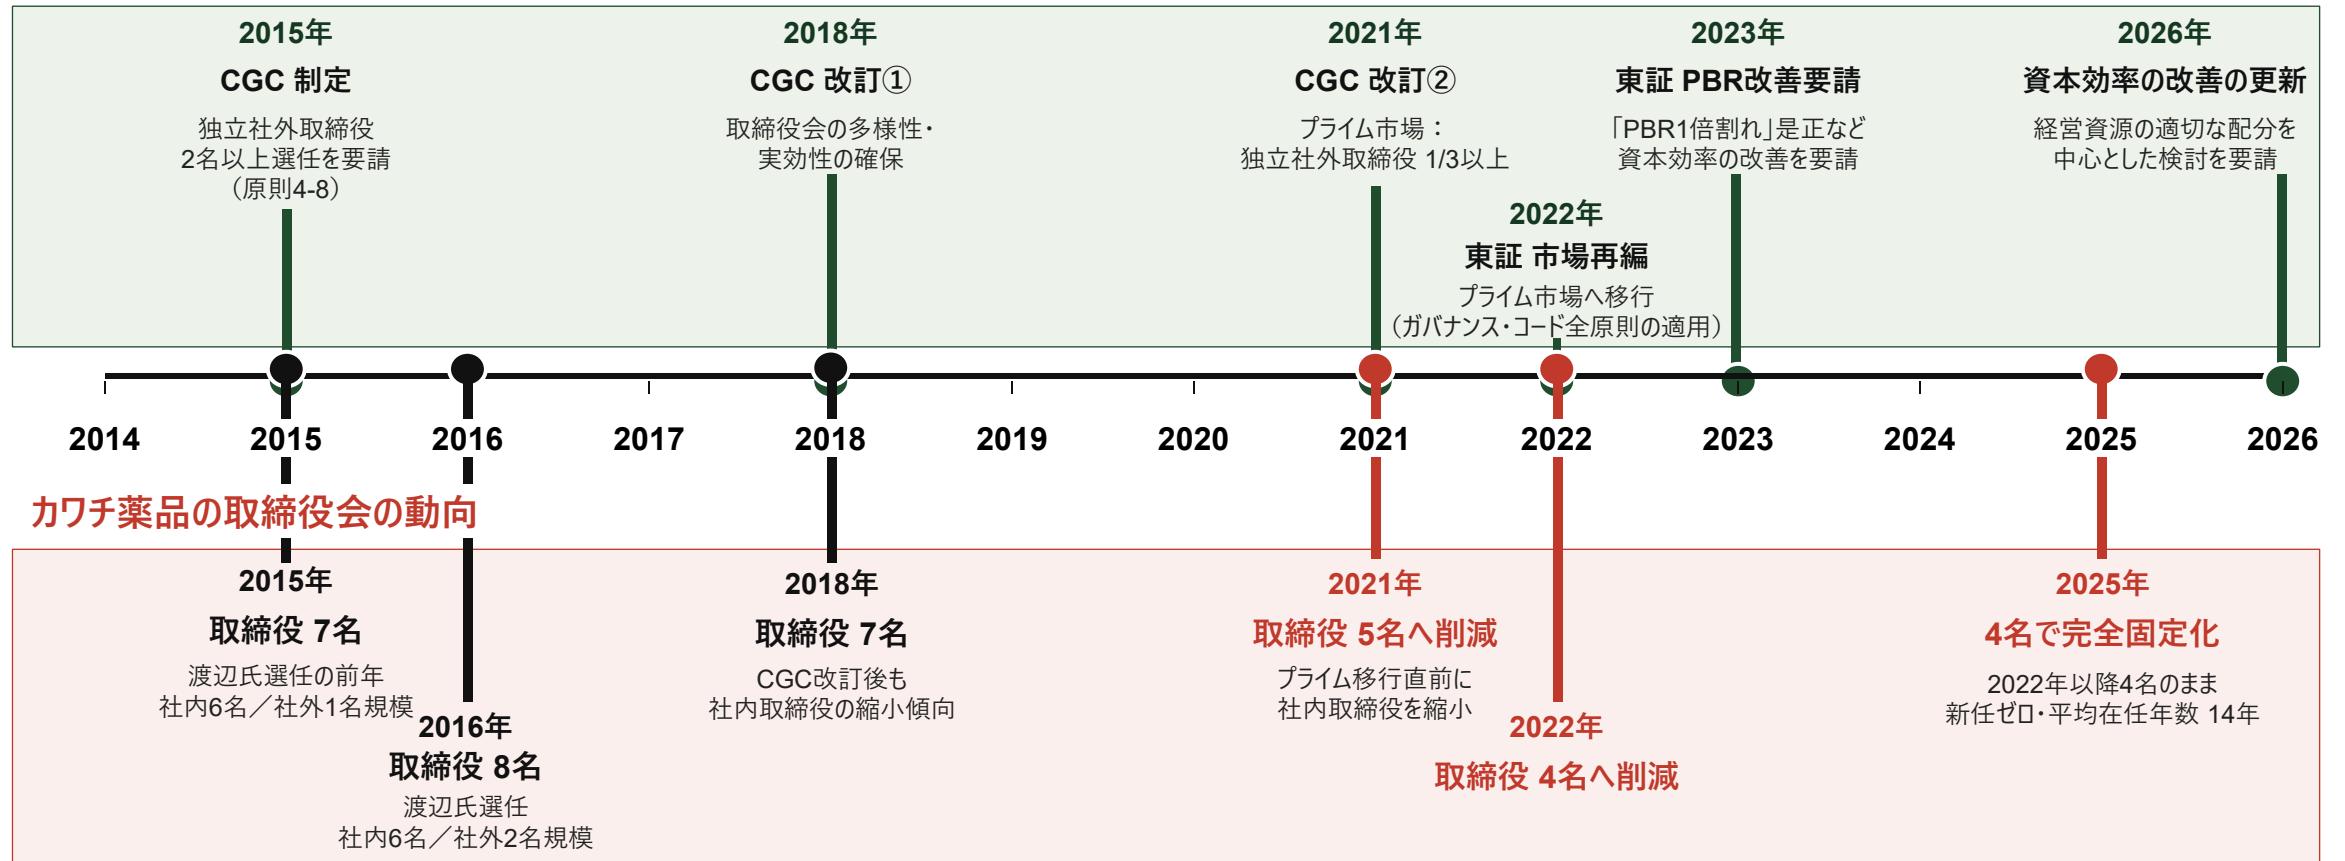 2015年
CGC 制定
独立社外取締役
2名以上選任を要請
（原則4-8）
2018年
CGC 改訂①
取締役会の多様性・
実効性の確保
2021年
CGC 改訂②
プライム市場：
独立社外取締役 1/3以上
2022年
東証 市場再編
プライム市場へ移行
（ガバナンス・コード全原則の適用）
2023年
東証 PBR改善要請
「PBR1倍割れ」是正など
資本効率の改善を要請
2026年
資本効率の改善の更新
経営資源の適切な配分を
中心とした検討を要請
2014 2015 2016 2017 2018 2019 2020 2021 2022 2023 2024 2025 2026
カワチ薬品の取締役会の動向
2015年
取締役 7名
渡辺氏選任の前年
社内6名／社外1名規模
2016年
取締役 8名
渡辺氏選任
社内6名／社外2名規模
2018年
取締役 7名
CGC改訂後も
社内取締役の縮小傾向
2021年
取締役 5名へ削減
プライム移行直前に
社内取締役を縮小
2022年
取締役 4名へ削減
2025年
4名で完全固定化
2022年以降4名のまま
新任ゼロ・平均在任年数 14年